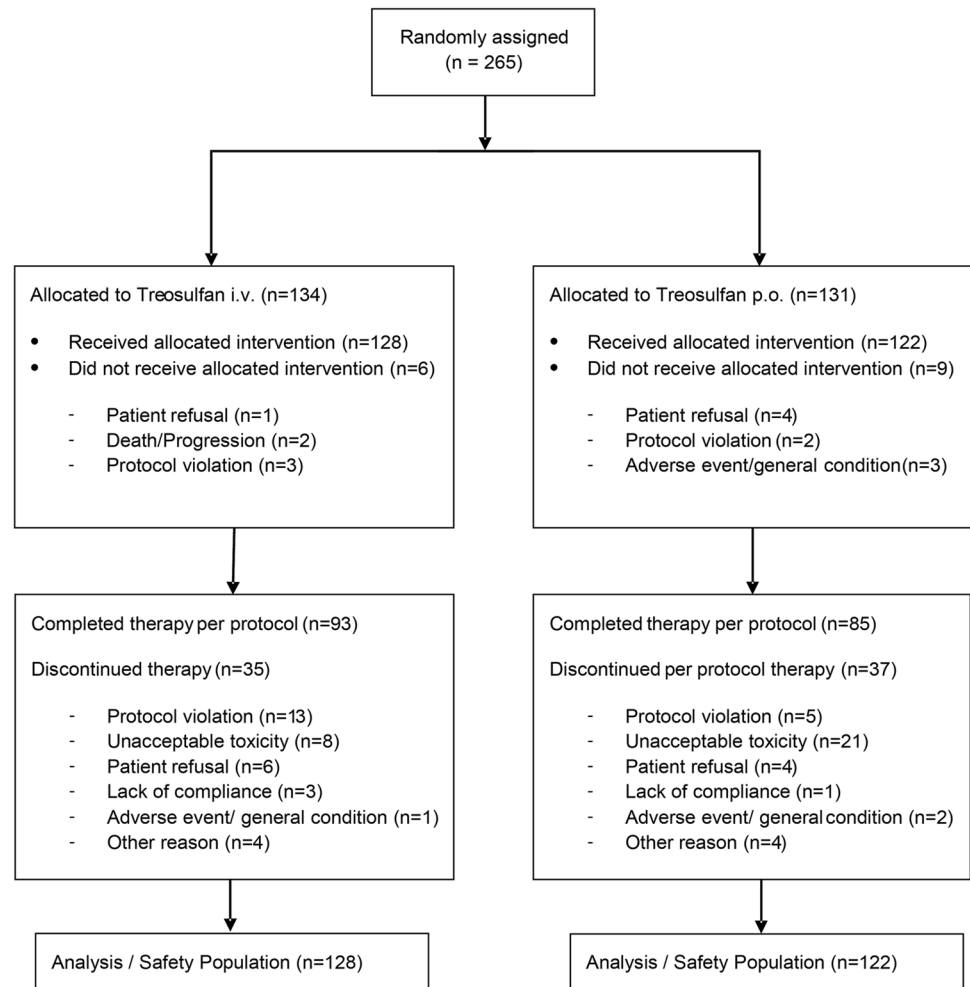 Randomly assigned
(n = 265)
Allocated to Treosulfan i.v. (n=134)
• Received allocated intervention (n=128)
• Did not receive allocated intervention (n=6)
- Patient refusal (n=1)
- Death/Progression (n=2)
- Protocol violation (n=3)
Allocated to Treosulfan p.o. (n=131)
• Received allocated intervention (n=122)
• Did not receive allocated intervention (n=9)
- Patient refusal (n=4)
- Protocol violation (n=2)
- Adverse event/general condition(n=3)
Completed therapy per protocol (n=93)
Discontinued therapy (n=35)
- Protocol violation (n=13)
- Unacceptable toxicity (n=8)
- Patient refusal (n=6)
- Lack of compliance (n=3)
- Adverse event/ general condition (n=1)
- Other reason (n=4)
Completed therapy per protocol (n=85)
Discontinued per protocol therapy (n=37)
- Protocol violation (n=5)
- Unacceptable toxicity (n=21)
- Patient refusal (n=4)
- Lack of compliance (n=1)
- Adverse event/ general condition (n=2)
- Other reason (n=4)
Analysis / Safety Population (n=128)
Analysis / Safety Population (n=122)